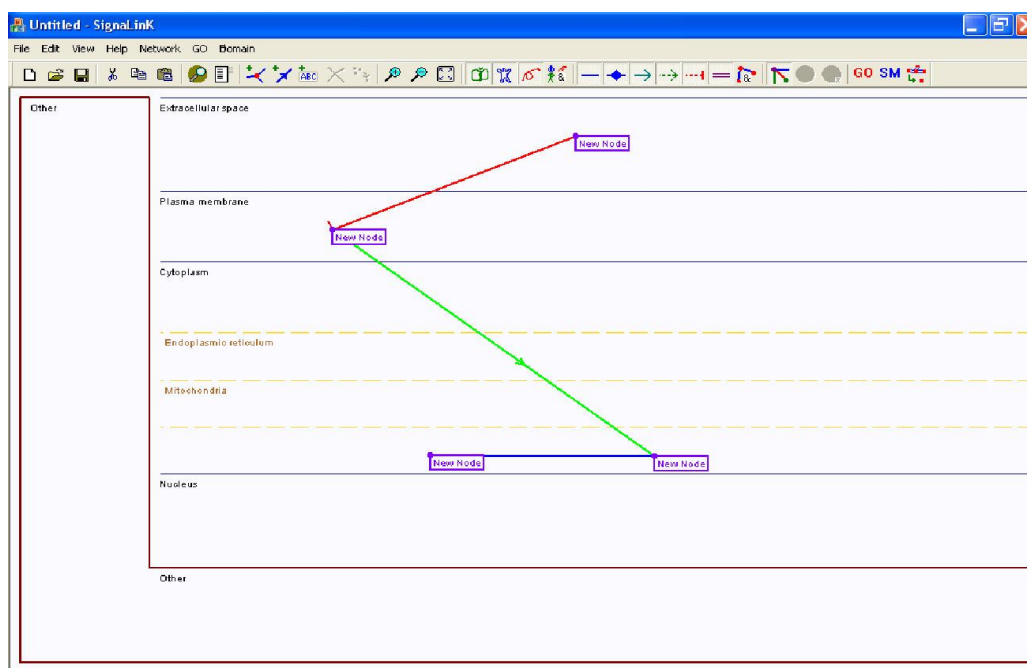 Untitled - SignaLinK
File Edit View Help Network GO Domain
ABC & & GO SM
Other
Extracellular space
New Node
Plasma membrane
New Node
Cytoplasm
Endoplasmic reticulum
Mitochondria
New Node
New Node
Nucleus
Other